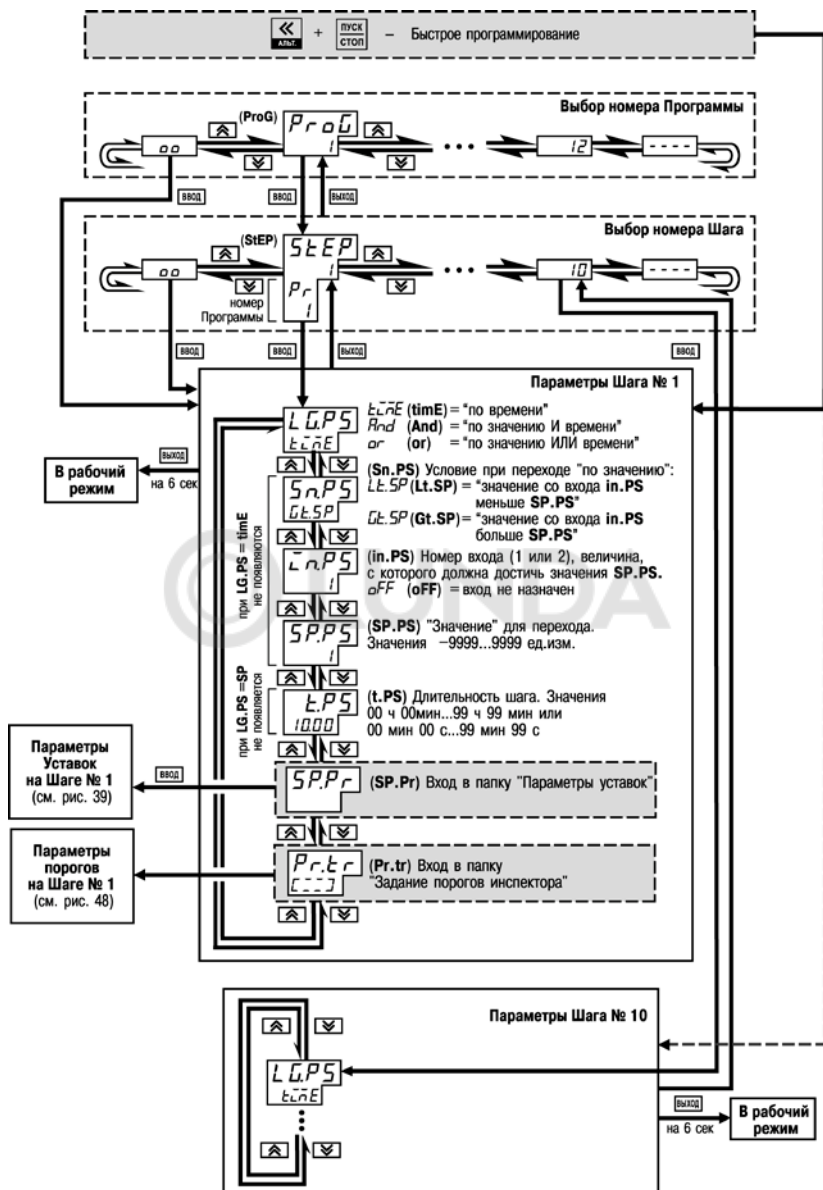 « АЛЬТ. + ПУСК СТОП – Быстрое программирование
Выбор номера Программы
(ProG) ProG
oo 1 ... 12 ----
ВВОД ВВОД ВЫХОД
Выбор номера Шага
(StEP) StEP
oo 1 ... 10 ----
Pr
1
номер
Программы
ВВОД ВВОД ВЫХОД ВВОД
Параметры Шага № 1
LG.PS
timE
timE (timE) = "по времени"
And (And) = "по значению И времени"
or (or) = "по значению ИЛИ времени"
ВЫХОД
на 6 сек
В рабочий
режим
при LG.PS = timE
не появляются
Sn.PS
Gt.SP
(Sn.PS) Условие при переходе "по значению":
Lt.SP (Lt.SP) = "значение со входа in.PS
меньше SP.PS"
Gt.SP (Gt.SP) = "значение со входа in.PS
больше SP.PS"
in.PS
1
(in.PS) Номер входа (1 или 2), величина,
с которого должна достичь значения SP.PS.
oFF (oFF) = вход не назначен
LUNDA
SP.PS
1
(SP.PS) "Значение" для перехода.
Значения –9999...9999 ед.изм.
при LG.PS =SP
не появляется
t.PS
10.00
(t.PS) Длительность шага. Значения
00 ч 00мин...99 ч 99 мин или
00 мин 00 с...99 мин 99 с
Параметры
Уставок
на Шаге № 1
(см. рис. 39)
ВВОД
SP.Pr
(SP.Pr) Вход в папку "Параметры уставок"
Параметры
порогов
на Шаге № 1
(см. рис. 48)
Pr.tr
[---]
(Pr.tr) Вход в папку
"Задание порогов инспектора"
Параметры Шага № 10
LG.PS
timE
ВЫХОД
на 6 сек
В рабочий
режим